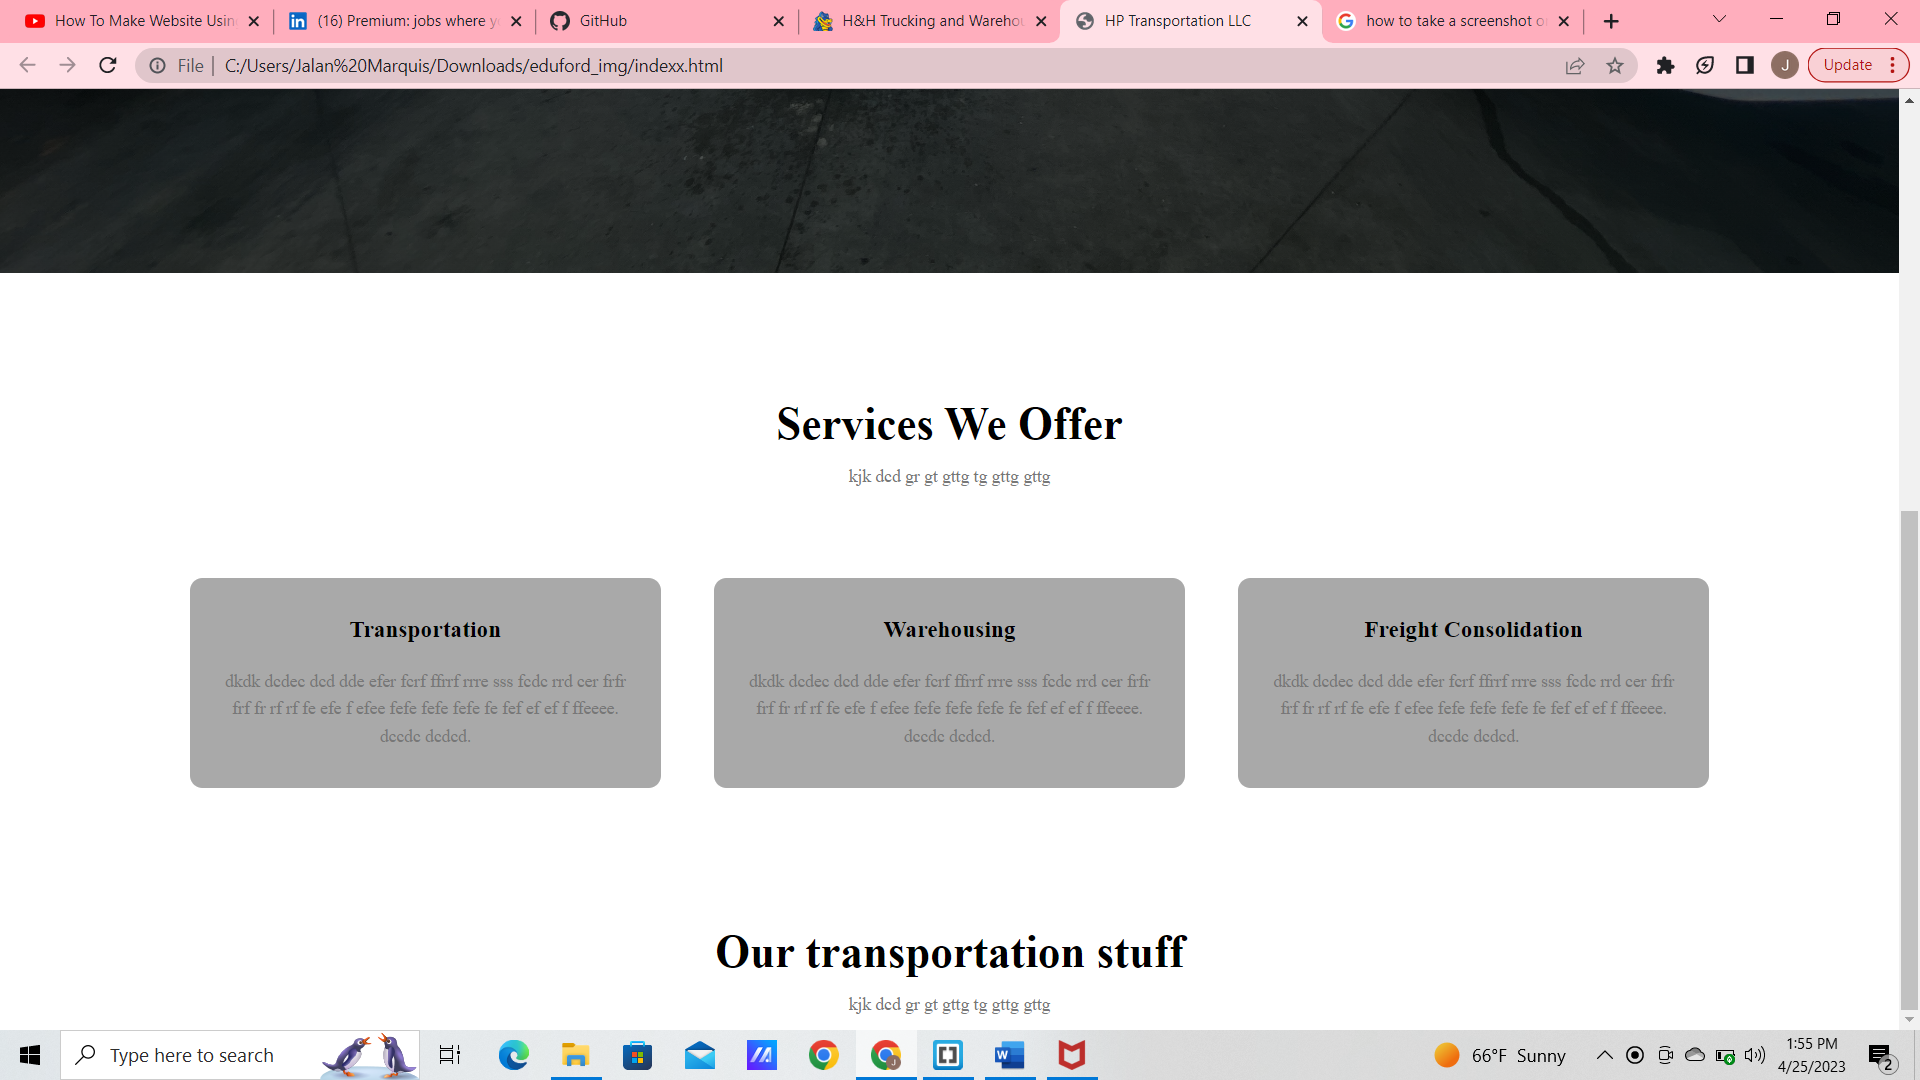 How To Make Website Usin
(16) Premium: jobs where y
GitHub
H&H Trucking and Warehou
HP Transportation LLC
how to take a screenshot o
File | C:/Users/Jalan%20Marquis/Downloads/eduford_img/indexx.html
J
Update
Services We Offer
kjk dcd gr gt gttg tg gttg gttg
Transportation
dkdk dcdec dcd dde efer fcrf ffrrf rrre sss fcdc rrd cer frfr
frf fr rf rf fe efe f efee fefe fefe fefe fe fef ef ef f ffeeee.
dccdc dcdcd.
Warehousing
dkdk dcdec dcd dde efer fcrf ffrrf rrre sss fcdc rrd cer frfr
frf fr rf rf fe efe f efee fefe fefe fefe fe fef ef ef f ffeeee.
dccdc dcdcd.
Freight Consolidation
dkdk dcdec dcd dde efer fcrf ffrrf rrre sss fcdc rrd cer frfr
frf fr rf rf fe efe f efee fefe fefe fefe fe fef ef ef f ffeeee.
dccdc dcdcd.
Our transportation stuff
kjk dcd gr gt gttg tg gttg gttg
Type here to search
66°F Sunny
1:55 PM
4/25/2023
2